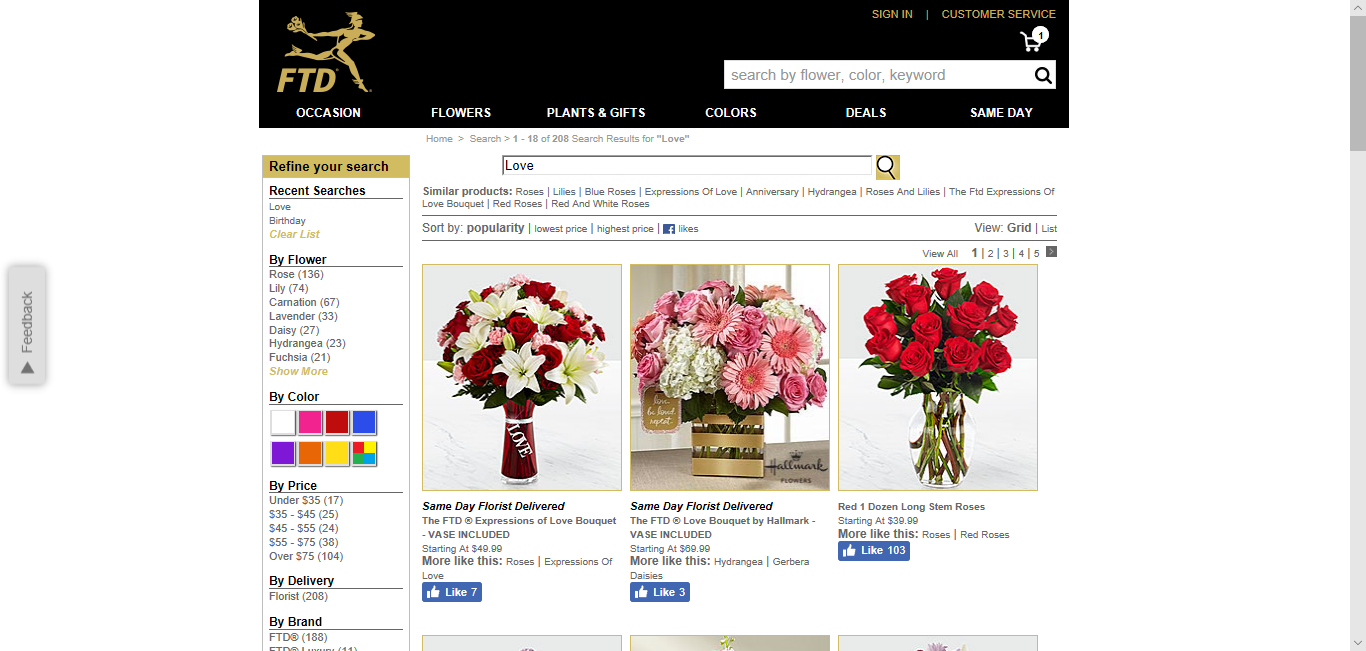 SIGN IN | CUSTOMER SERVICE
1
FTD
search by flower, color, keyword
OCCASION FLOWERS PLANTS & GIFTS COLORS DEALS SAME DAY
Home > Search > 1 - 18 of 208 Search Results for "Love"
Refine your search
Recent Searches
Love
Birthday
Clear List
By Flower
Rose (136)
Lily (74)
Carnation (67)
Lavender (33)
Daisy (27)
Hydrangea (23)
Fuchsia (21)
Show More
By Color
By Price
Under $35 (17)
$35 - $45 (25)
$45 - $55 (24)
$55 - $75 (38)
Over $75 (104)
By Delivery
Florist (208)
By Brand
FTD® (188)
FTD® Luxury (11)
Feedback
Love
Similar products: Roses | Lilies | Blue Roses | Expressions Of Love | Anniversary | Hydrangea | Roses And Lilies | The Ftd Expressions Of
Love Bouquet | Red Roses | Red And White Roses
Sort by: popularity | lowest price | highest price | f likes
View: Grid | List
View All 1 | 2 | 3 | 4 | 5 >
LOVE
Same Day Florist Delivered
The FTD ® Expressions of Love Bouquet
- VASE INCLUDED
Starting At $49.99
More like this: Roses | Expressions Of
Love
Like 7
love.
be loved.
repeat.
Hallmark
FLOWERS
Same Day Florist Delivered
The FTD ® Love Bouquet by Hallmark -
VASE INCLUDED
Starting At $69.99
More like this: Hydrangea | Gerbera
Daisies
Like 3
Red 1 Dozen Long Stem Roses
Starting At $39.99
More like this: Roses | Red Roses
Like 103